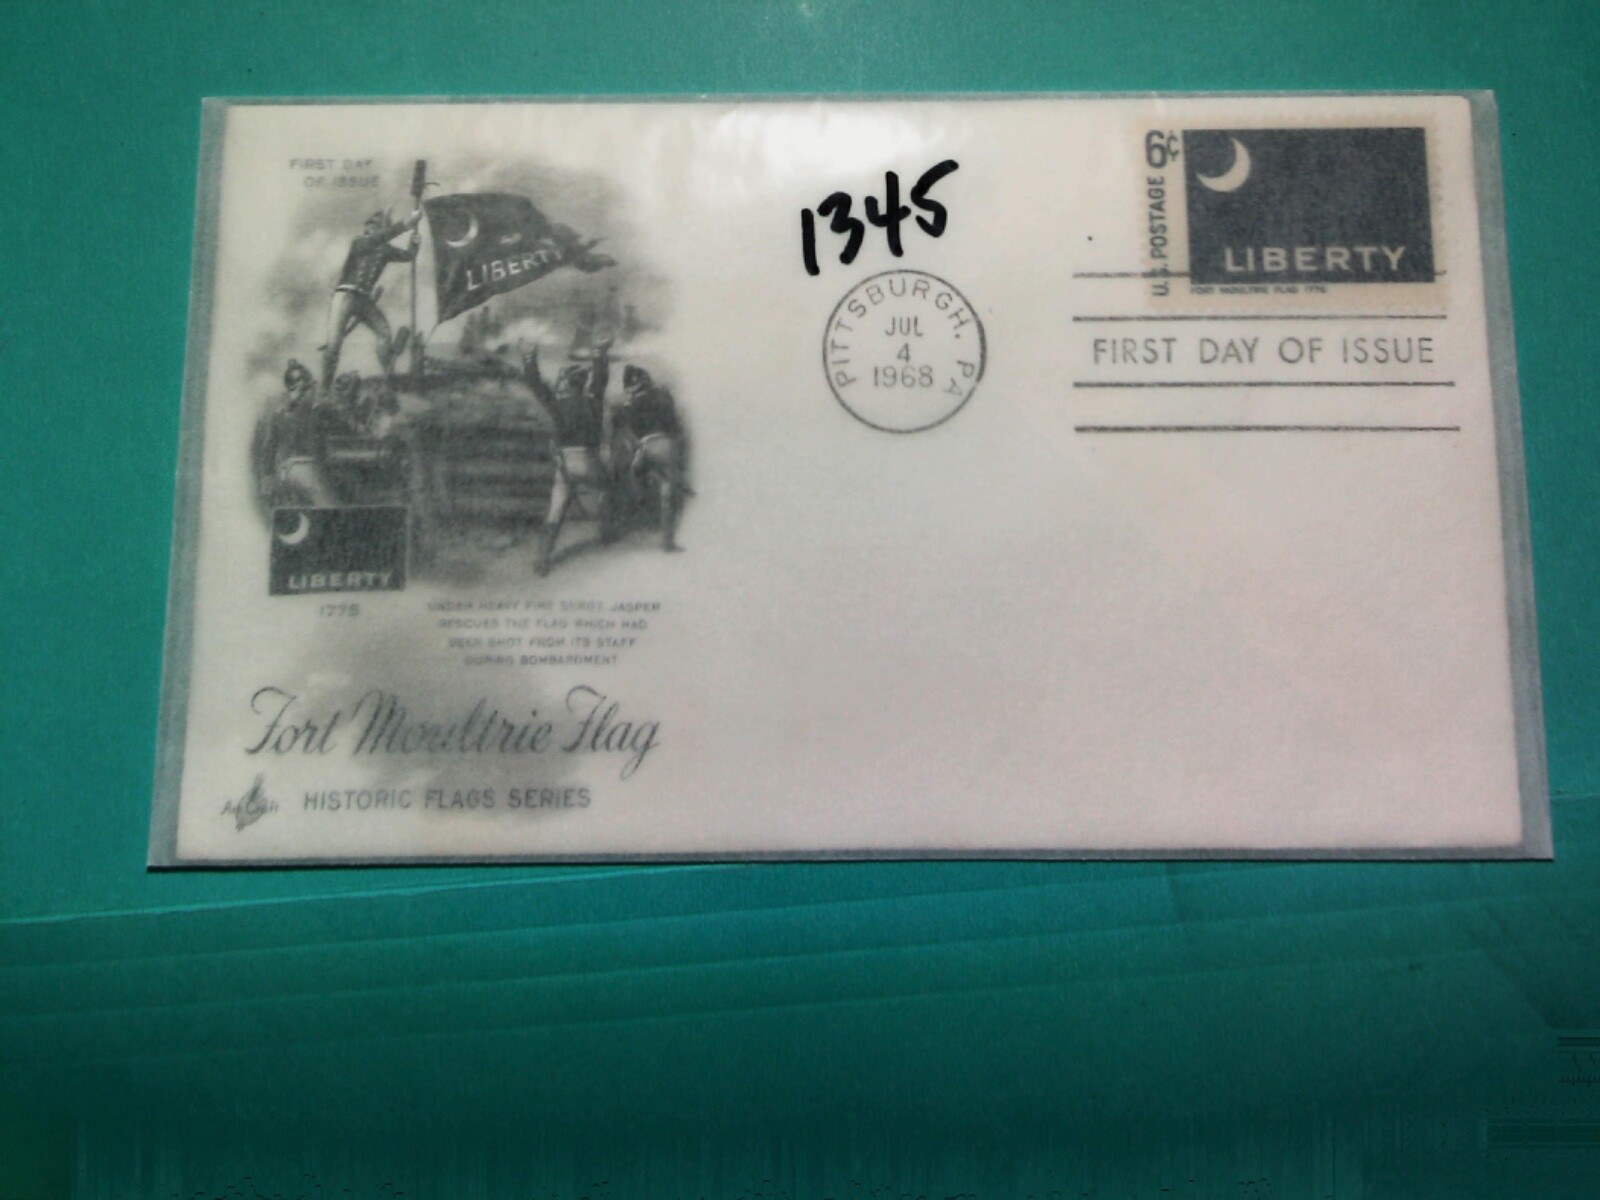 FIRST DAY
OF ISSUE
LIBERTY
LIBERTY
1775
UNDER HEAVY FIRE SERGT. JASPER
RESCUES THE FLAG WHICH HAD
BEEN SHOT FROM ITS STAFF
DURING BOMBARDMENT
Fort Moultrie Flag
ArtCraft HISTORIC FLAGS SERIES
1345
PITTSBURGH, PA
JUL
4
1968
6¢
U.S. POSTAGE
LIBERTY
FORT MOULTRIE FLAG 1776
FIRST DAY OF ISSUE